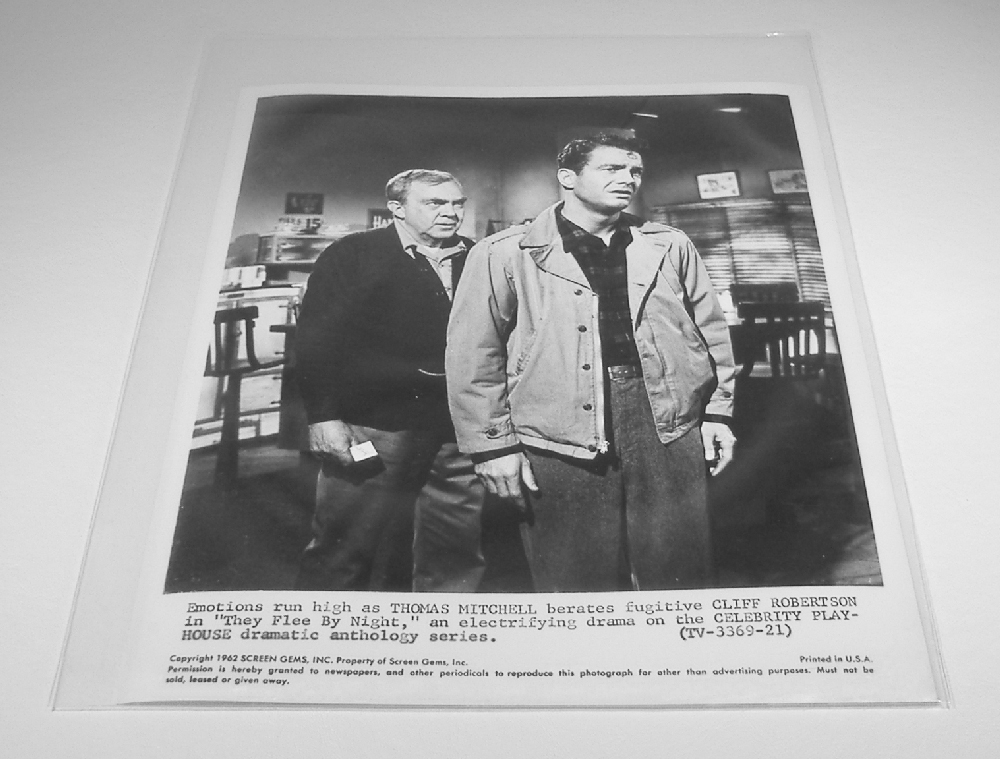 15
HA
Emotions run high as THOMAS MITCHELL berates fugitive CLIFF ROBERTSON
in "They Flee By Night," an electrifying drama on the CELEBRITY PLAY-
HOUSE dramatic anthology series. (TV-3369-21)
Copyright 1962 SCREEN GEMS, INC. Property of Screen Gems, Inc. Printed in U.S.A.
Permission is hereby granted to newspapers, and other periodicals to reproduce this photograph for other than advertising purposes. Must not be
sold, leased or given away.